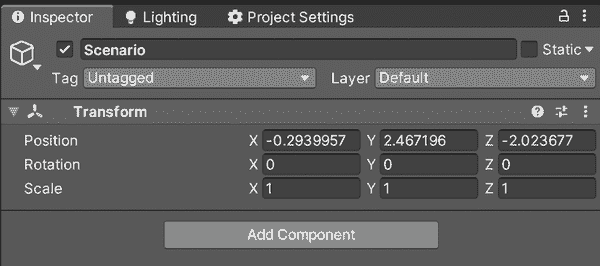 Inspector Lighting Project Settings
Scenario Static
Tag Untagged Layer Default
Transform
Position X -0.2939957 Y 2.467196 Z -2.023677
Rotation X 0 Y 0 Z 0
Scale X 1 Y 1 Z 1
Add Component